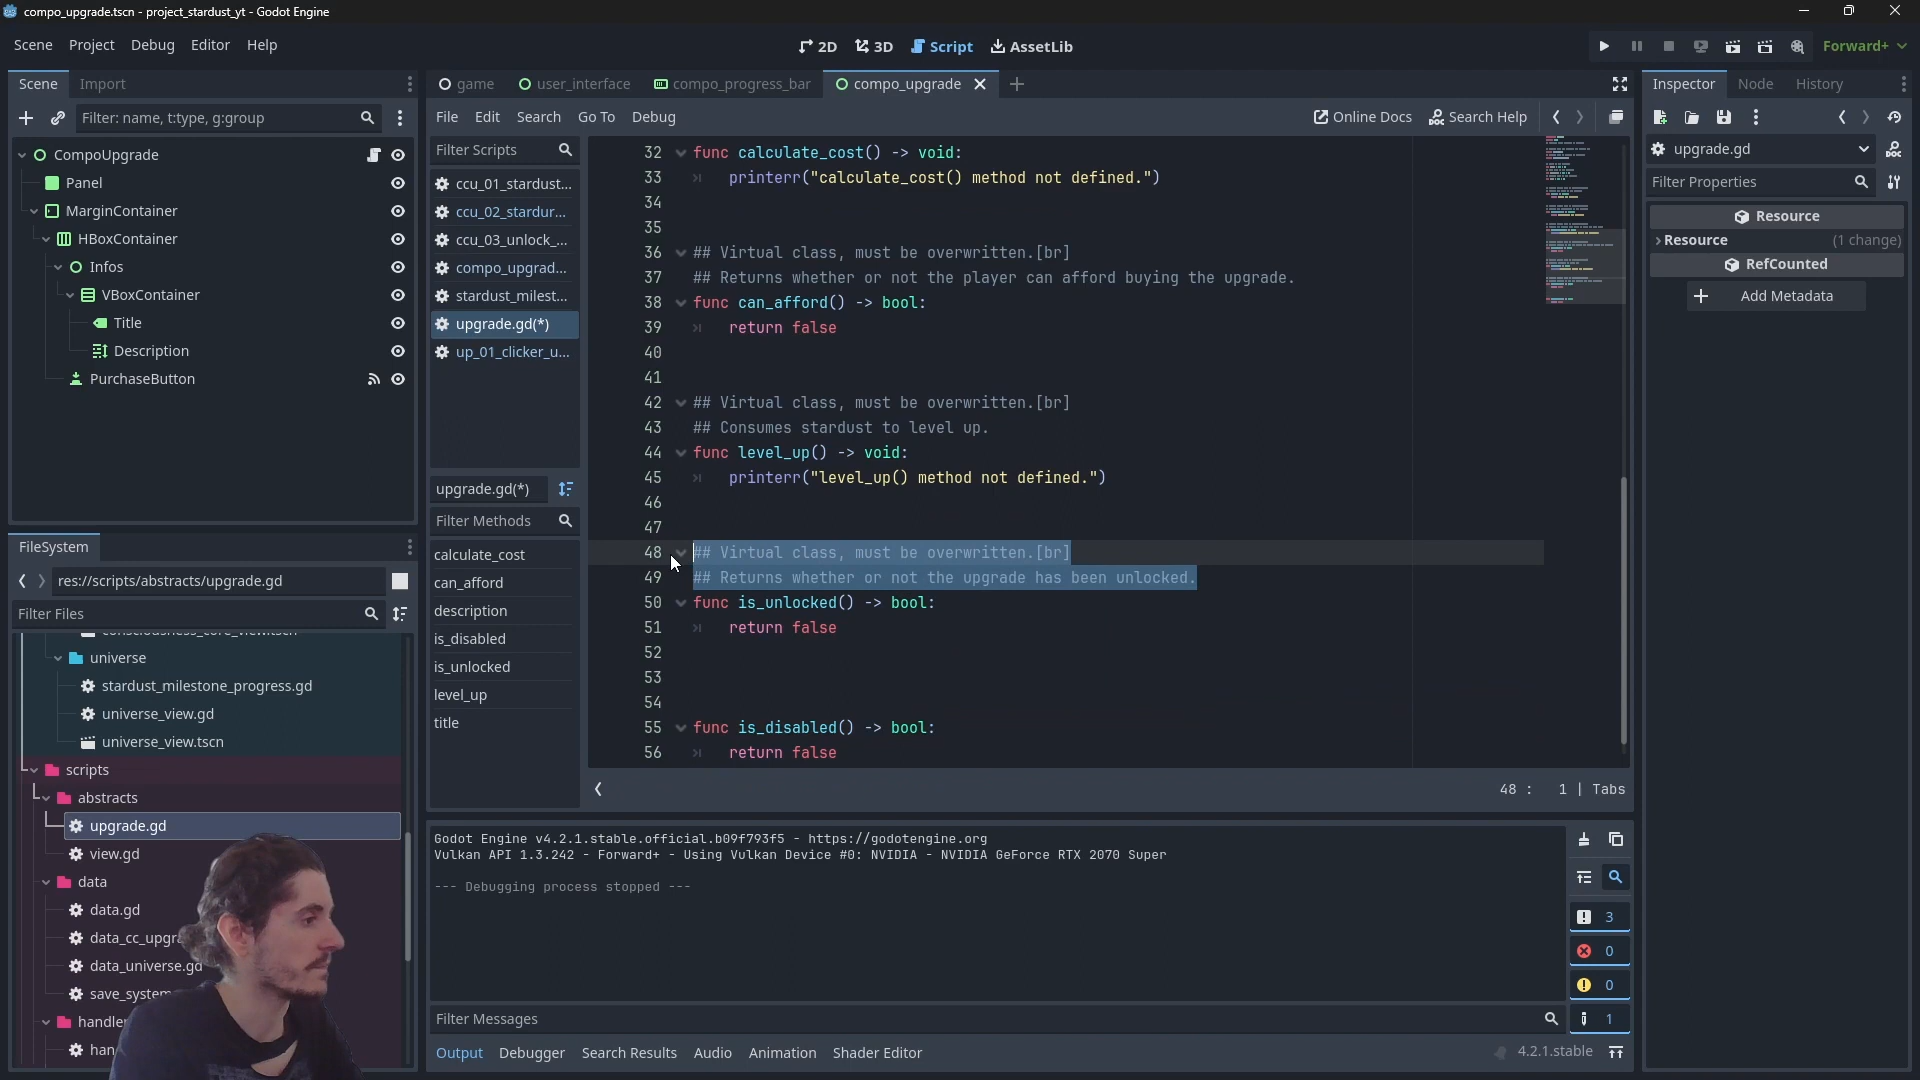 compo_upgrade.tscn - project_stardust_yt - Godot Engine
Scene Project Debug Editor Help
2D 3D Script AssetLib
Forward+
Scene Import
Filter: name, t:type, g:group
CompoUpgrade
Panel
MarginContainer
HBoxContainer
Infos
VBoxContainer
Title
Description
PurchaseButton
FileSystem
res://scripts/abstracts/upgrade.gd
Filter Files
universe
stardust_milestone_progress.gd
universe_view.gd
universe_view.tscn
scripts
abstracts
upgrade.gd
view.gd
data
data.gd
data_cc_upgra
data_universe.gd
save_system
handler
han
game user_interface compo_progress_bar compo_upgrade
File Edit Search Go To Debug
Online Docs Search Help
Filter Scripts
ccu_01_stardust...
ccu_02_stardur...
ccu_03_unlock_...
compo_upgrad...
stardust_milest...
upgrade.gd(*)
up_01_clicker_u...
upgrade.gd(*)
Filter Methods
calculate_cost
can_afford
description
is_disabled
is_unlocked
level_up
title
32 func calculate_cost() -> void:
33 printerr("calculate_cost() method not defined.")
34
35
36 ## Virtual class, must be overwritten.[br]
37 ## Returns whether or not the player can afford buying the upgrade.
38 func can_afford() -> bool:
39 return false
40
41
42 ## Virtual class, must be overwritten.[br]
43 ## Consumes stardust to level up.
44 func level_up() -> void:
45 printerr("level_up() method not defined.")
46
47
48 ## Virtual class, must be overwritten.[br]
49 ## Returns whether or not the upgrade has been unlocked.
50 func is_unlocked() -> bool:
51 return false
52
53
54
55 func is_disabled() -> bool:
56 return false
48 : 1 | Tabs
Godot Engine v4.2.1.stable.official.b09f793f5 - https://godotengine.org
Vulkan API 1.3.242 - Forward+ - Using Vulkan Device #0: NVIDIA - NVIDIA GeForce RTX 2070 Super
--- Debugging process stopped ---
3
0
0
1
Filter Messages
Output Debugger Search Results Audio Animation Shader Editor
4.2.1.stable
Inspector Node History
upgrade.gd
Filter Properties
Resource
Resource (1 change)
RefCounted
Add Metadata